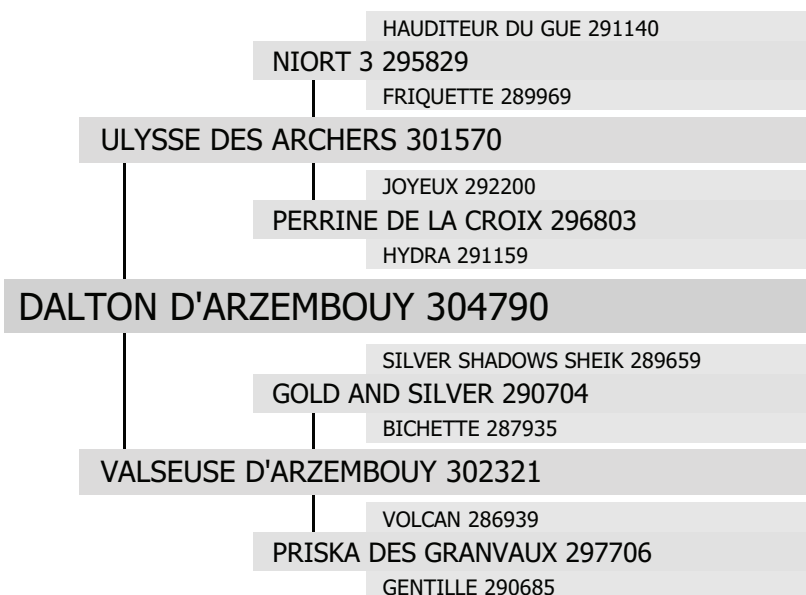 HAUDITEUR DU GUE 291140
NIORT 3 295829
FRIQUETTE 289969
ULYSSE DES ARCHERS 301570
JOYEUX 292200
PERRINE DE LA CROIX 296803
HYDRA 291159
DALTON D'ARZEMBOUY 304790
SILVER SHADOWS SHEIK 289659
GOLD AND SILVER 290704
BICHETTE 287935
VALSEUSE D'ARZEMBOUY 302321
VOLCAN 286939
PRISKA DES GRANVAUX 297706
GENTILLE 290685